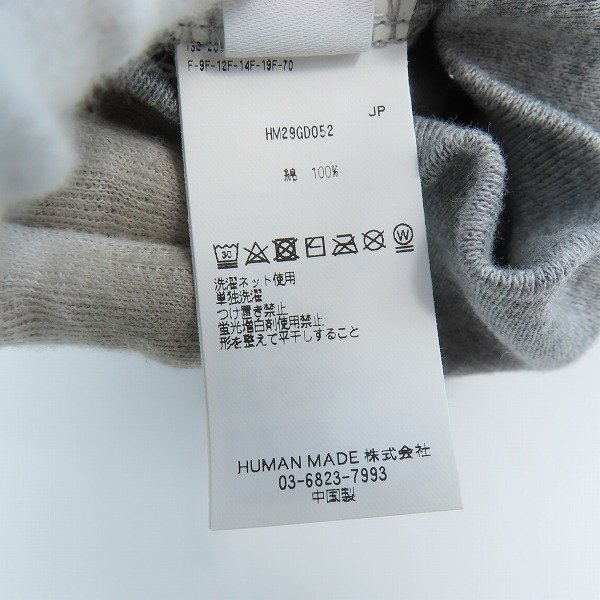 F-9F-12F-14F-19F-70
JP
HM29GD052
綿 100%
30
W
洗濯ネット使用
単独洗濯
つけ置き禁止
蛍光増白剤使用禁止
形を整えて平干しすること
HUMAN MADE 株式会社
03-6823-7993
中国製